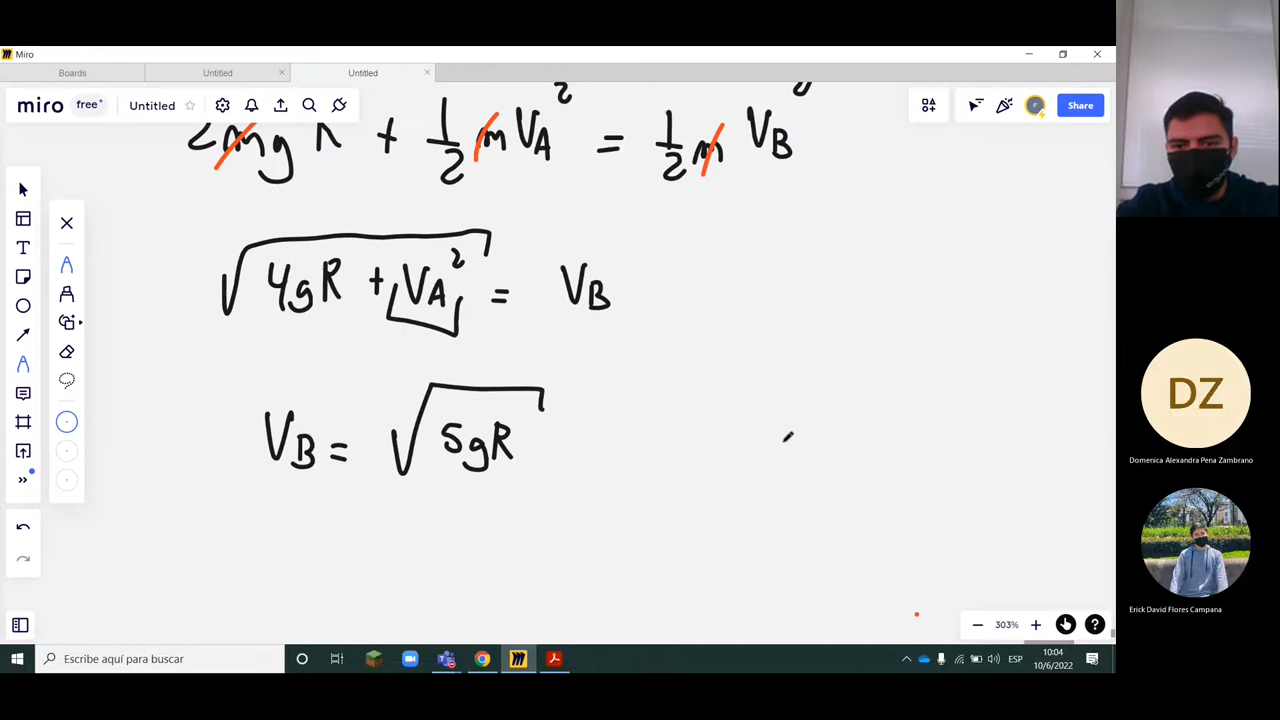 Miro
Boards
Untitled
Untitled
miro free Untitled
Share
2mgR + 1/2 mVA² = 1/2 m VB²
√(4gR + VA²) = VB
VB = √(5gR)
DZ
Domenica Alexandra Pena Zambrano
Erick David Flores Campana
303%
Escribe aquí para buscar
ESP
10:04
10/6/2022